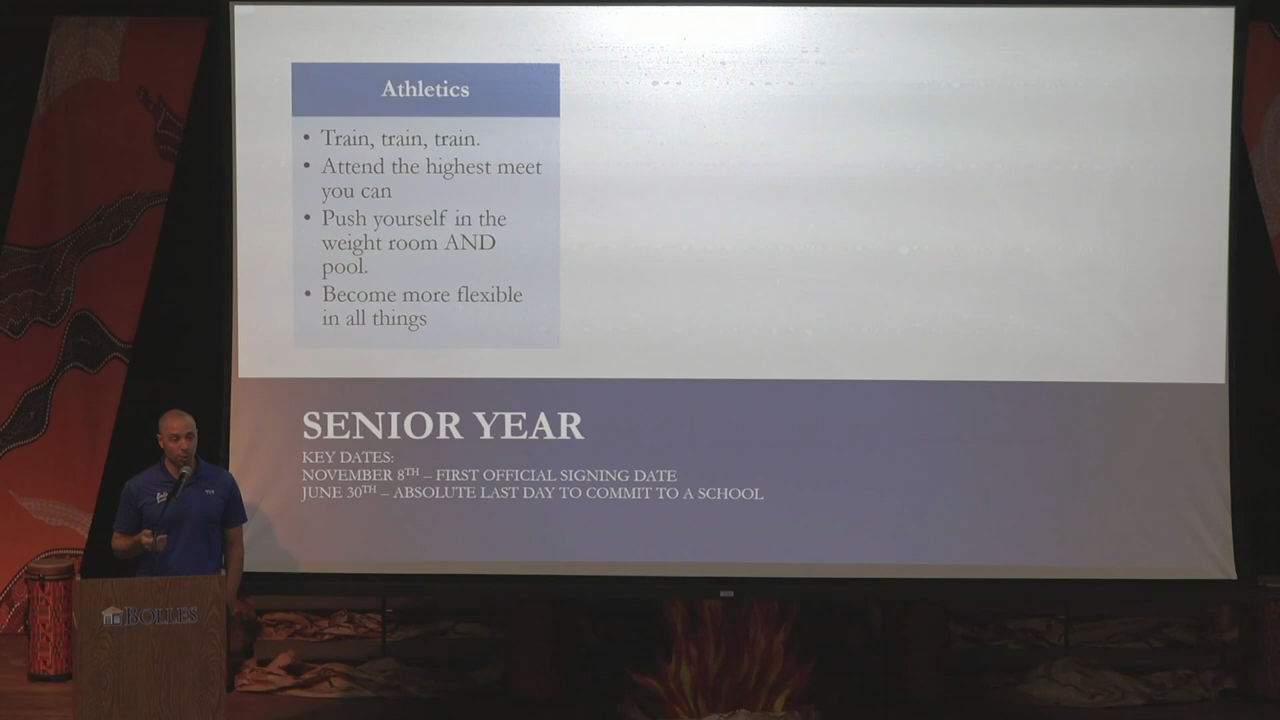 Athletics
• Train, train, train.
• Attend the highest meet
you can
• Push yourself in the
weight room AND
pool.
• Become more flexible
in all things
SENIOR YEAR
KEY DATES:
NOVEMBER 8TH – FIRST OFFICIAL SIGNING DATE
JUNE 30TH – ABSOLUTE LAST DAY TO COMMIT TO A SCHOOL
BOLLES